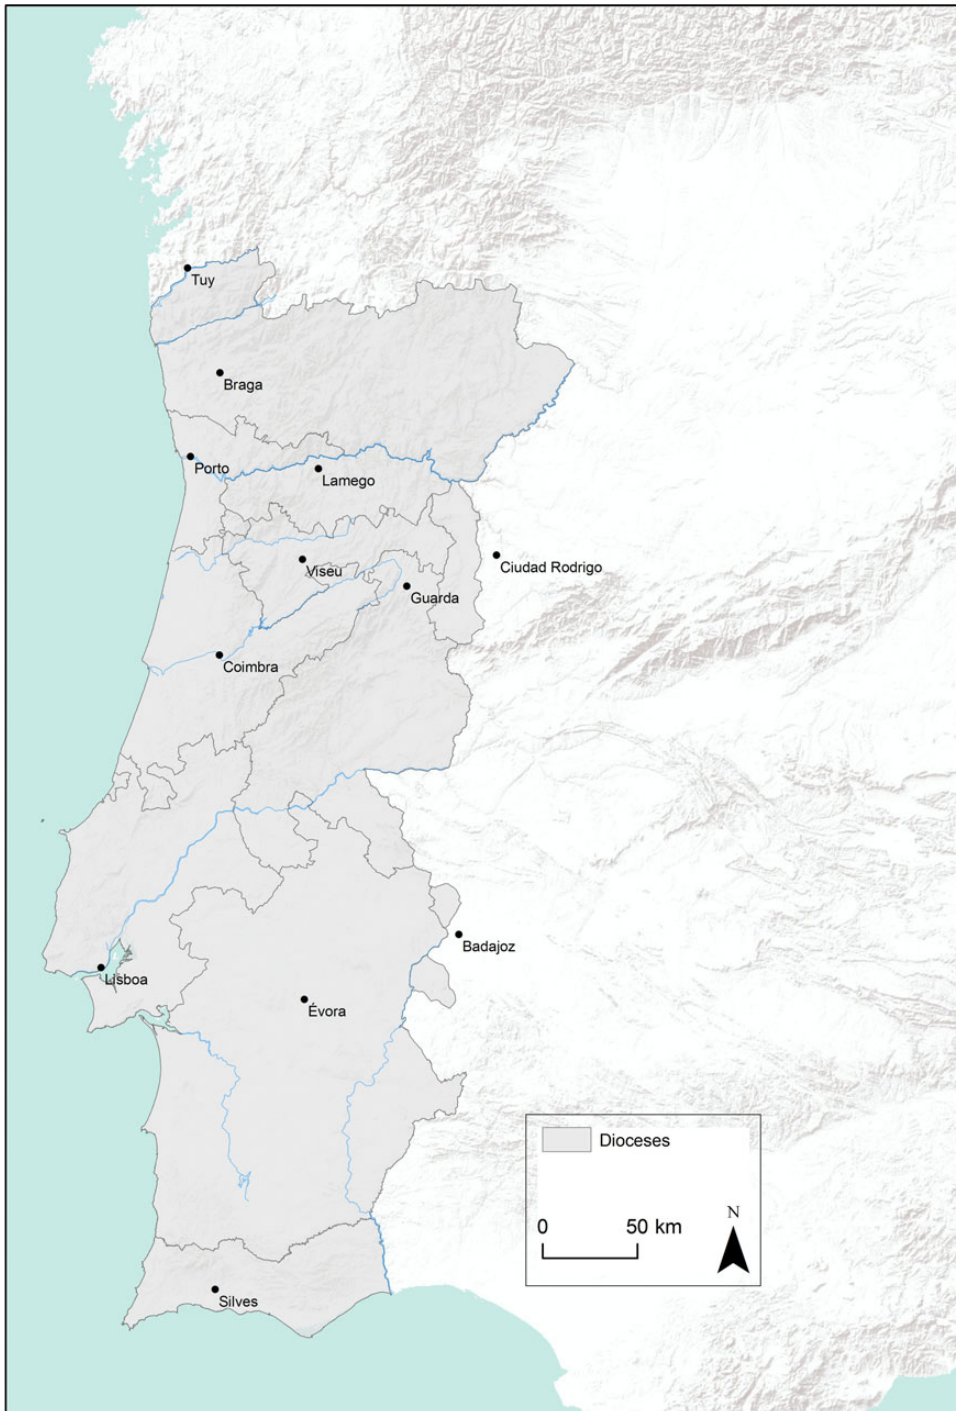 Tuy
Braga
Porto
Lamego
Viseu
Ciudad Rodrigo
Guarda
Coimbra
Badajoz
Lisboa
Évora
Dioceses
0 50 km
N
Silves